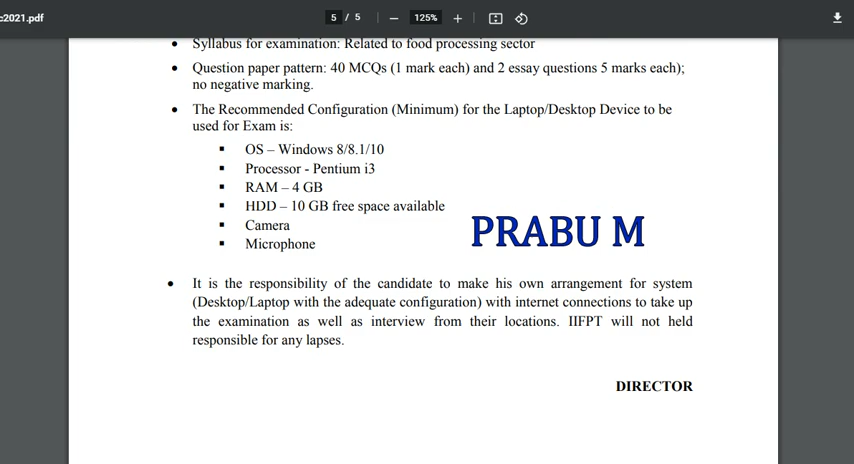 c2021.pdf
5 / 5
125%
• Syllabus for examination: Related to food processing sector
• Question paper pattern: 40 MCQs (1 mark each) and 2 essay questions 5 marks each);
no negative marking.
• The Recommended Configuration (Minimum) for the Laptop/Desktop Device to be
used for Exam is:
▪ OS – Windows 8/8.1/10
▪ Processor - Pentium i3
▪ RAM – 4 GB
▪ HDD – 10 GB free space available
▪ Camera
▪ Microphone
PRABU M
• It is the responsibility of the candidate to make his own arrangement for system
(Desktop/Laptop with the adequate configuration) with internet connections to take up
the examination as well as interview from their locations. IIFPT will not held
responsible for any lapses.
DIRECTOR